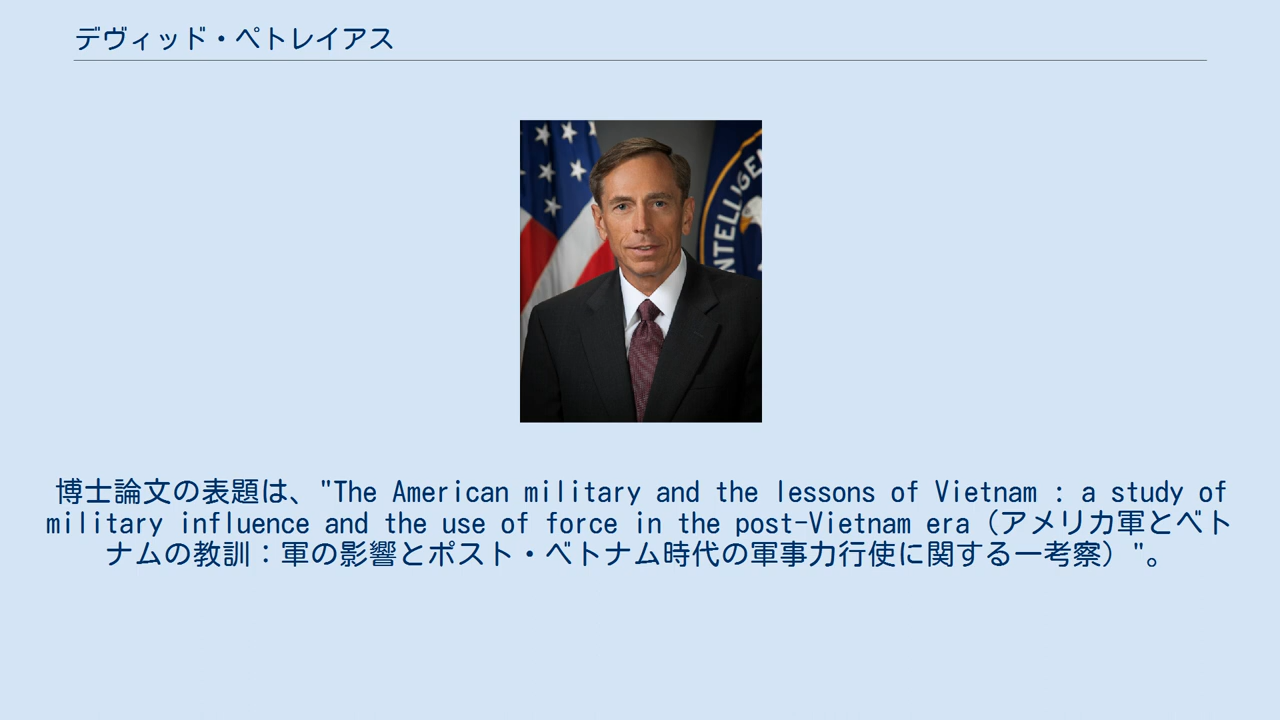 デヴィッド・ペトレイアス
INTELLIGEN
博士論文の表題は、"The American military and the lessons of Vietnam : a study of
military influence and the use of force in the post-Vietnam era（アメリカ軍とベト
ナムの教訓：軍の影響とポスト・ベトナム時代の軍事力行使に関する一考察）"。